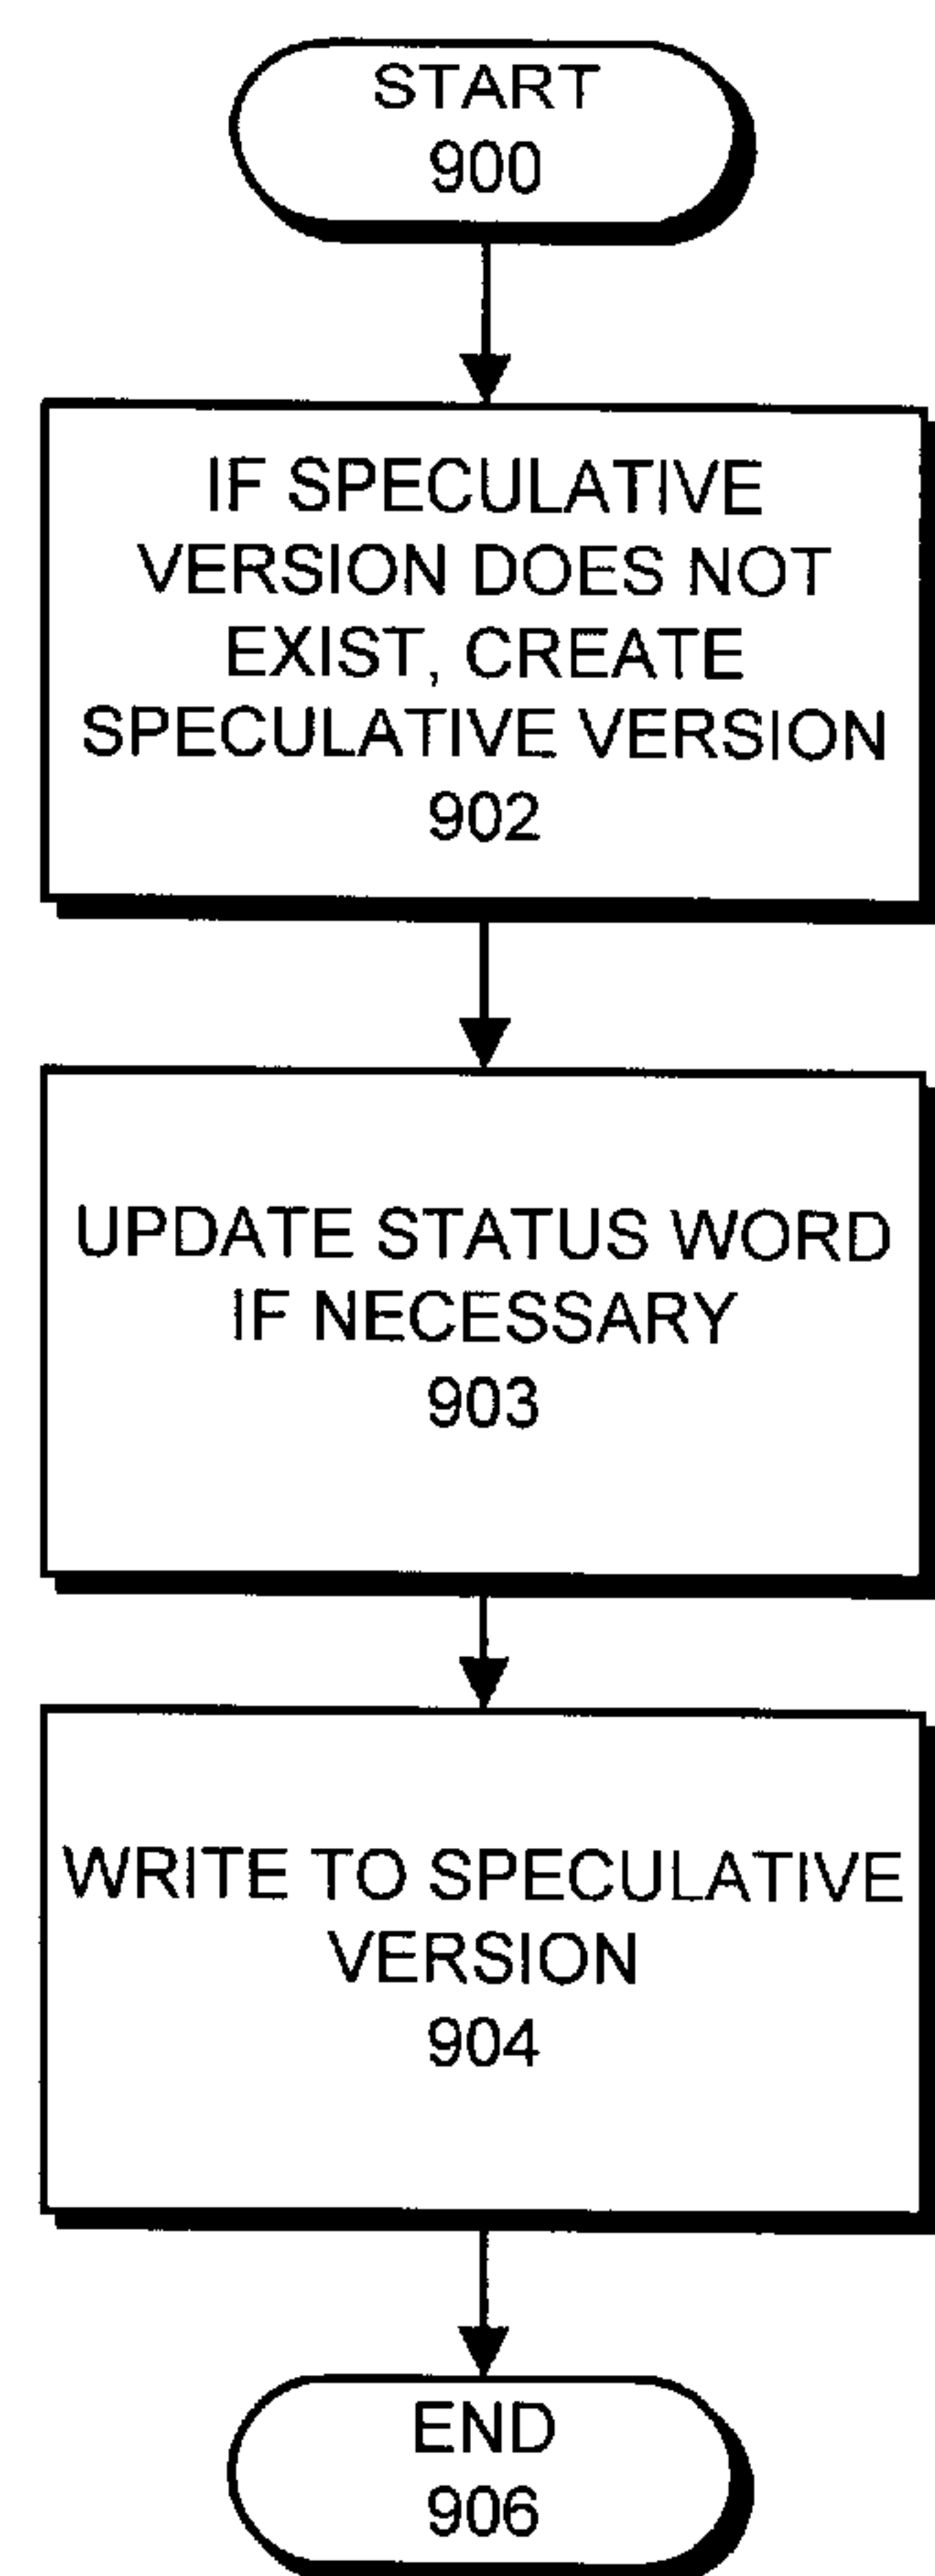 START
900
IF SPECULATIVE
VERSION DOES NOT
EXIST, CREATE
SPECULATIVE VERSION
902
UPDATE STATUS WORD
IF NECESSARY
903
WRITE TO SPECULATIVE
VERSION
904
END
906